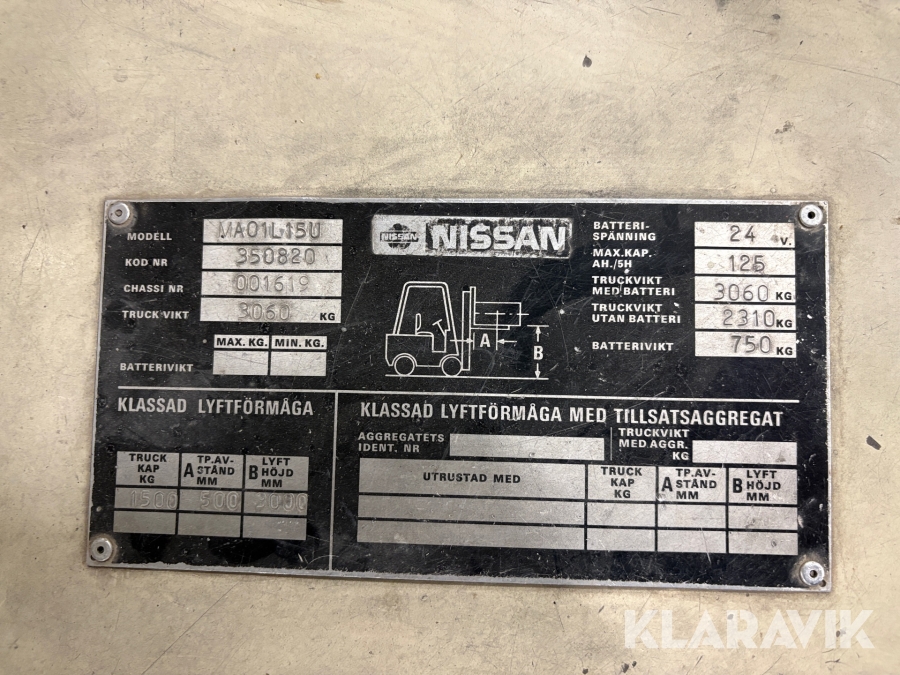 MODELL MA01L15U
KOD NR 350820
CHASSI NR 001619
TRUCK VIKT 3060 KG
MAX. KG. MIN. KG.
BATTERIVIKT
NISSAN NISSAN
A
B
BATTERI-
SPÄNNING 24 V.
MAX.KAP.
AH./5H 125
TRUCKVIKT
MED BATTERI 3060 KG
TRUCKVIKT
UTAN BATTERI 2310 KG
BATTERIVIKT 750 KG
KLASSAD LYFTFÖRMÅGA
TRUCK KAP KG
A TP.AV-STÅND MM
B LYFT HÖJD MM
1500 500 3000
KLASSAD LYFTFÖRMÅGA MED TILLSATSAGGREGAT
AGGREGATETS
IDENT. NR
TRUCKVIKT
MED AGGR.
KG
UTRUSTAD MED
TRUCK KAP KG
A TP.AV-STÅND MM
B LYFT HÖJD MM
KLARAVIK